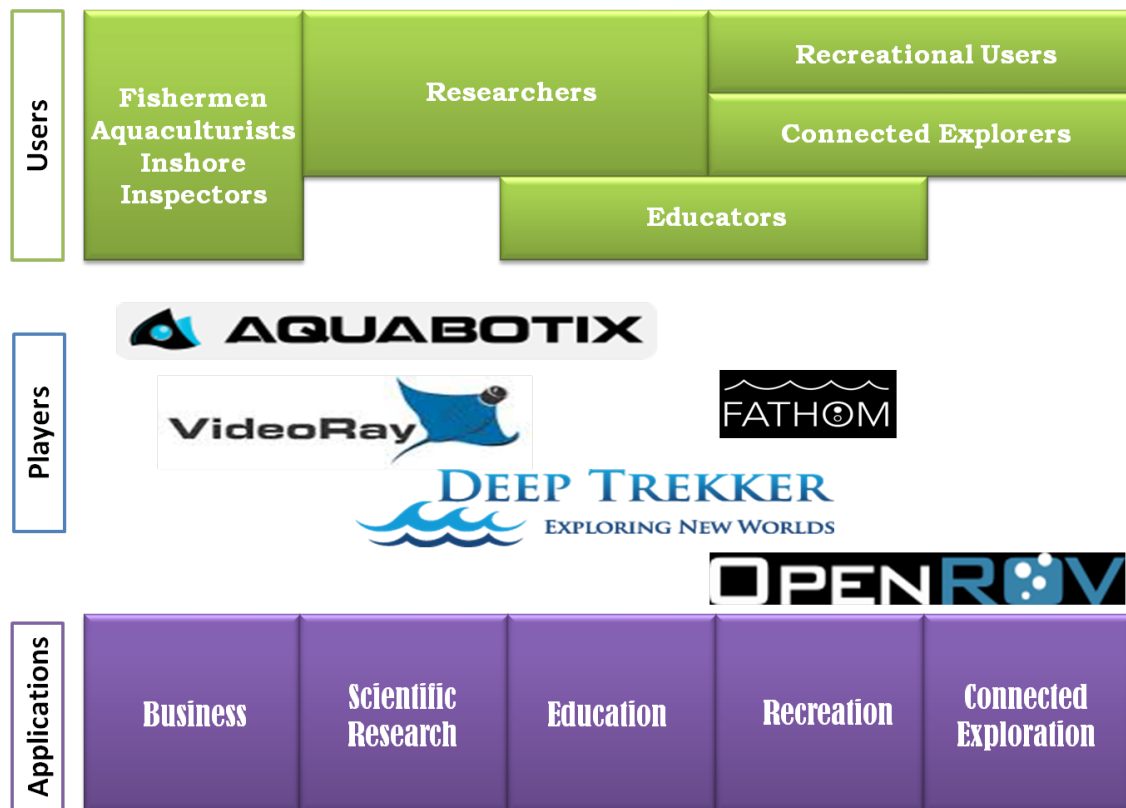 Users
Fishermen
Aquaculturists
Inshore
Inspectors
Researchers
Recreational Users
Connected Explorers
Educators
Players
AQUABOTIX
VideoRay
FATHOM
DEEP TREKKER
EXPLORING NEW WORLDS
OPENROV
Applications
Business
Scientific
Research
Education
Recreation
Connected
Exploration